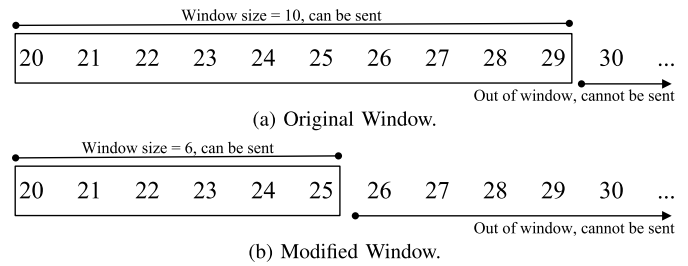 Window size = 10, can be sent
20 21 22 23 24 25 26 27 28 29 30 ...
Out of window, cannot be sent
(a) Original Window.
Window size = 6, can be sent
20 21 22 23 24 25 26 27 28 29 30 ...
Out of window, cannot be sent
(b) Modified Window.